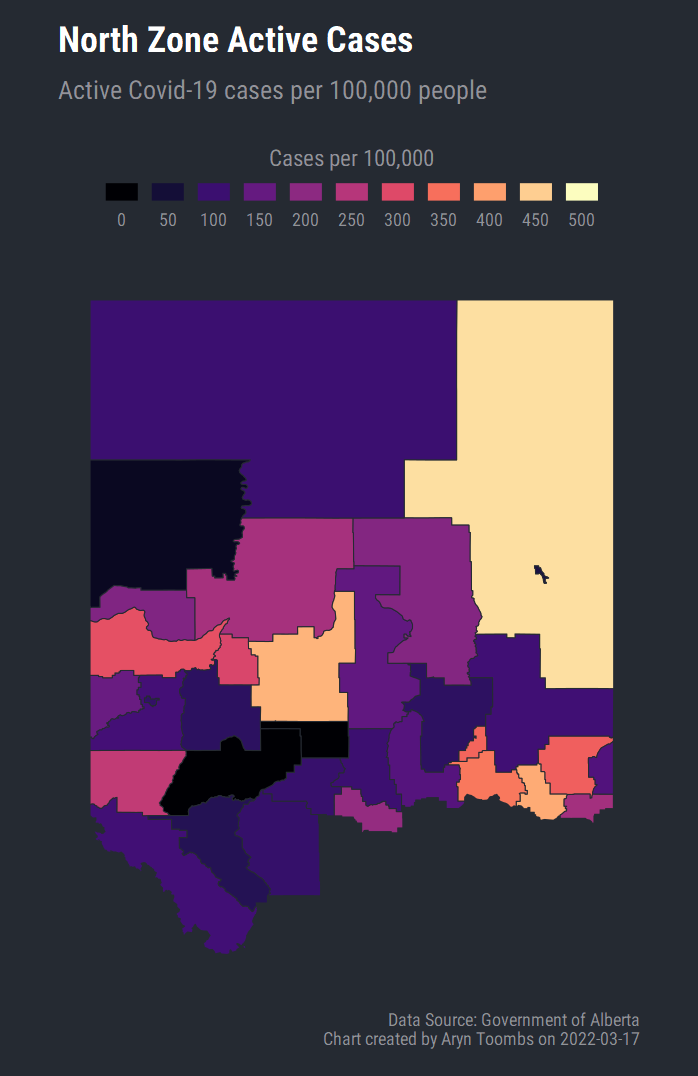 North Zone Active Cases
Active Covid-19 cases per 100,000 people
Cases per 100,000
0 50 100 150 200 250 300 350 400 450 500
Data Source: Government of Alberta
Chart created by Aryn Toombs on 2022-03-17